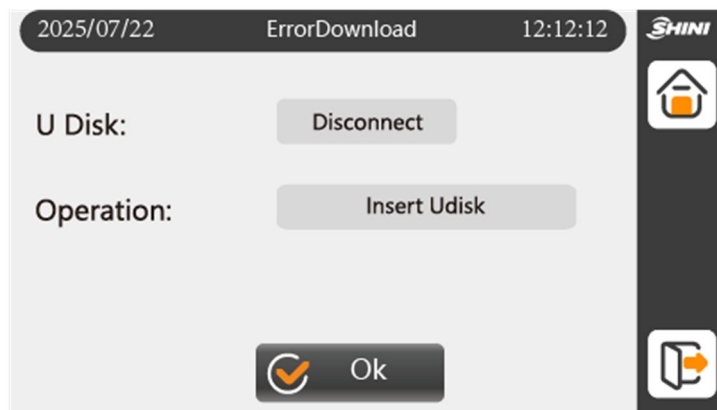 2025/07/22 ErrorDownload 12:12:12 SHINI
U Disk: Disconnect
Operation: Insert Udisk
Ok